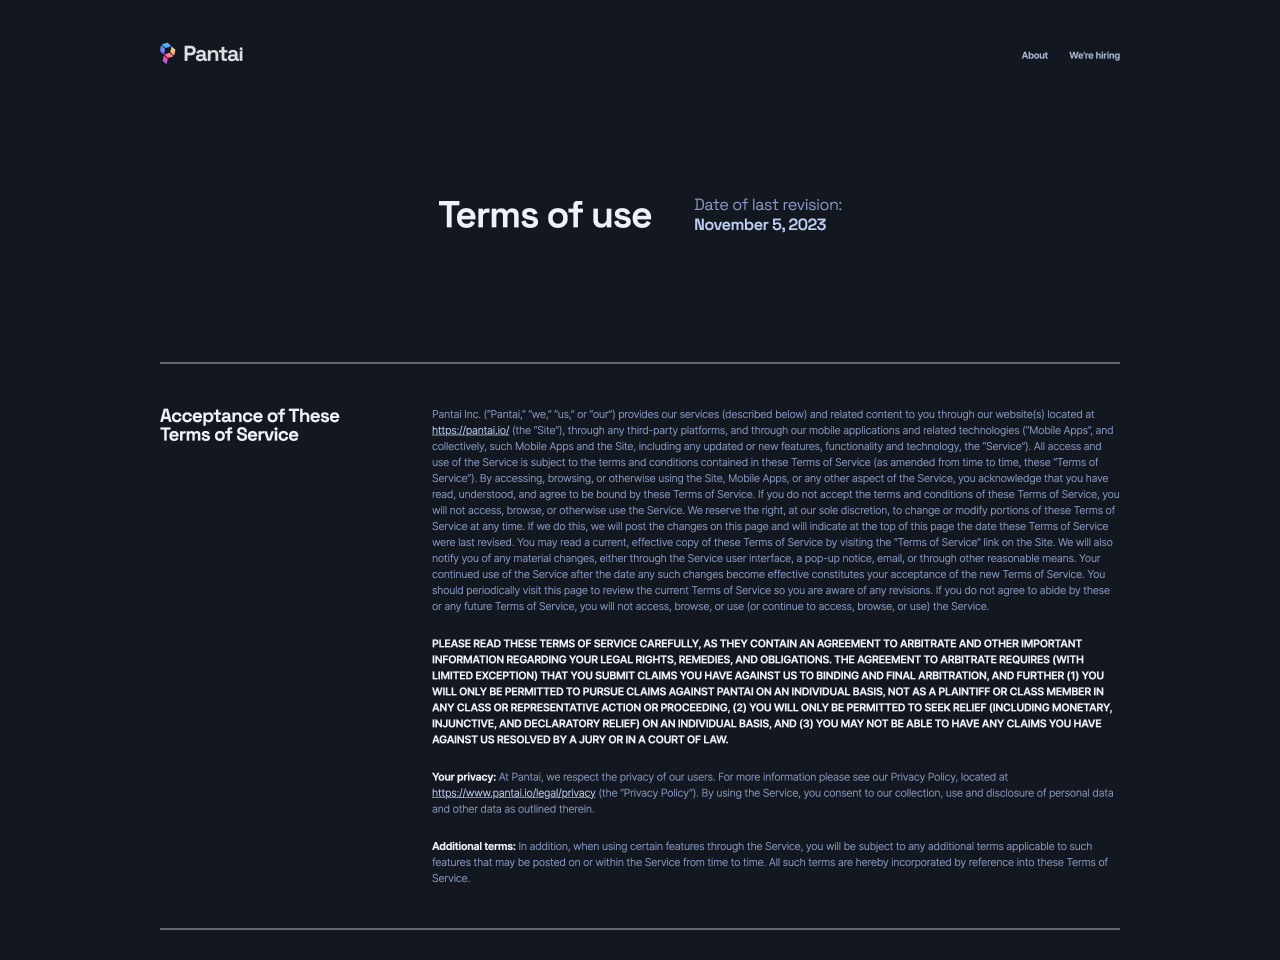 Pantai
About
We're hiring
Terms of use
Date of last revision:
November 5, 2023
Acceptance of These
Terms of Service
Pantai Inc. (“Pantai,” “we,” “us,” or “our”) provides our services (described below) and related content to you through our website(s) located at
https://pantai.io/ (the “Site”), through any third-party platforms, and through our mobile applications and related technologies (“Mobile Apps”, and
collectively, such Mobile Apps and the Site, including any updated or new features, functionality and technology, the “Service”). All access and
use of the Service is subject to the terms and conditions contained in these Terms of Service (as amended from time to time, these “Terms of
Service”). By accessing, browsing, or otherwise using the Site, Mobile Apps, or any other aspect of the Service, you acknowledge that you have
read, understood, and agree to be bound by these Terms of Service. If you do not accept the terms and conditions of these Terms of Service, you
will not access, browse, or otherwise use the Service. We reserve the right, at our sole discretion, to change or modify portions of these Terms of
Service at any time. If we do this, we will post the changes on this page and will indicate at the top of this page the date these Terms of Service
were last revised. You may read a current, effective copy of these Terms of Service by visiting the “Terms of Service” link on the Site. We will also
notify you of any material changes, either through the Service user interface, a pop-up notice, email, or through other reasonable means. Your
continued use of the Service after the date any such changes become effective constitutes your acceptance of the new Terms of Service. You
should periodically visit this page to review the current Terms of Service so you are aware of any revisions. If you do not agree to abide by these
or any future Terms of Service, you will not access, browse, or use (or continue to access, browse, or use) the Service.
PLEASE READ THESE TERMS OF SERVICE CAREFULLY, AS THEY CONTAIN AN AGREEMENT TO ARBITRATE AND OTHER IMPORTANT
INFORMATION REGARDING YOUR LEGAL RIGHTS, REMEDIES, AND OBLIGATIONS. THE AGREEMENT TO ARBITRATE REQUIRES (WITH
LIMITED EXCEPTION) THAT YOU SUBMIT CLAIMS YOU HAVE AGAINST US TO BINDING AND FINAL ARBITRATION, AND FURTHER (1) YOU
WILL ONLY BE PERMITTED TO PURSUE CLAIMS AGAINST PANTAI ON AN INDIVIDUAL BASIS, NOT AS A PLAINTIFF OR CLASS MEMBER IN
ANY CLASS OR REPRESENTATIVE ACTION OR PROCEEDING, (2) YOU WILL ONLY BE PERMITTED TO SEEK RELIEF (INCLUDING MONETARY,
INJUNCTIVE, AND DECLARATORY RELIEF) ON AN INDIVIDUAL BASIS, AND (3) YOU MAY NOT BE ABLE TO HAVE ANY CLAIMS YOU HAVE
AGAINST US RESOLVED BY A JURY OR IN A COURT OF LAW.
Your privacy: At Pantai, we respect the privacy of our users. For more information please see our Privacy Policy, located at
https://www.pantai.io/legal/privacy (the “Privacy Policy”). By using the Service, you consent to our collection, use and disclosure of personal data
and other data as outlined therein.
Additional terms: In addition, when using certain features through the Service, you will be subject to any additional terms applicable to such
features that may be posted on or within the Service from time to time. All such terms are hereby incorporated by reference into these Terms of
Service.